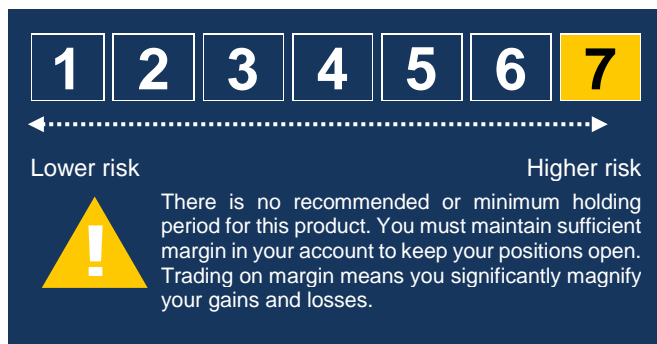 1 2 3 4 5 6 7
Lower risk Higher risk
!
There is no recommended or minimum holding
period for this product. You must maintain sufficient
margin in your account to keep your positions open.
Trading on margin means you significantly magnify
your gains and losses.